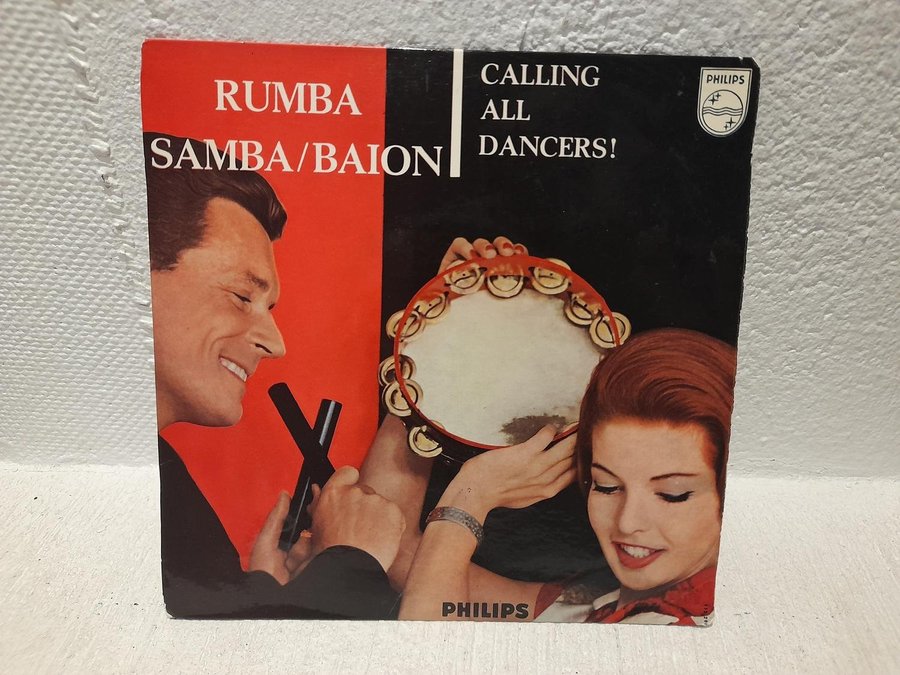 RUMBA
SAMBA/BAION
CALLING
ALL
DANCERS!
PHILIPS
PHILIPS